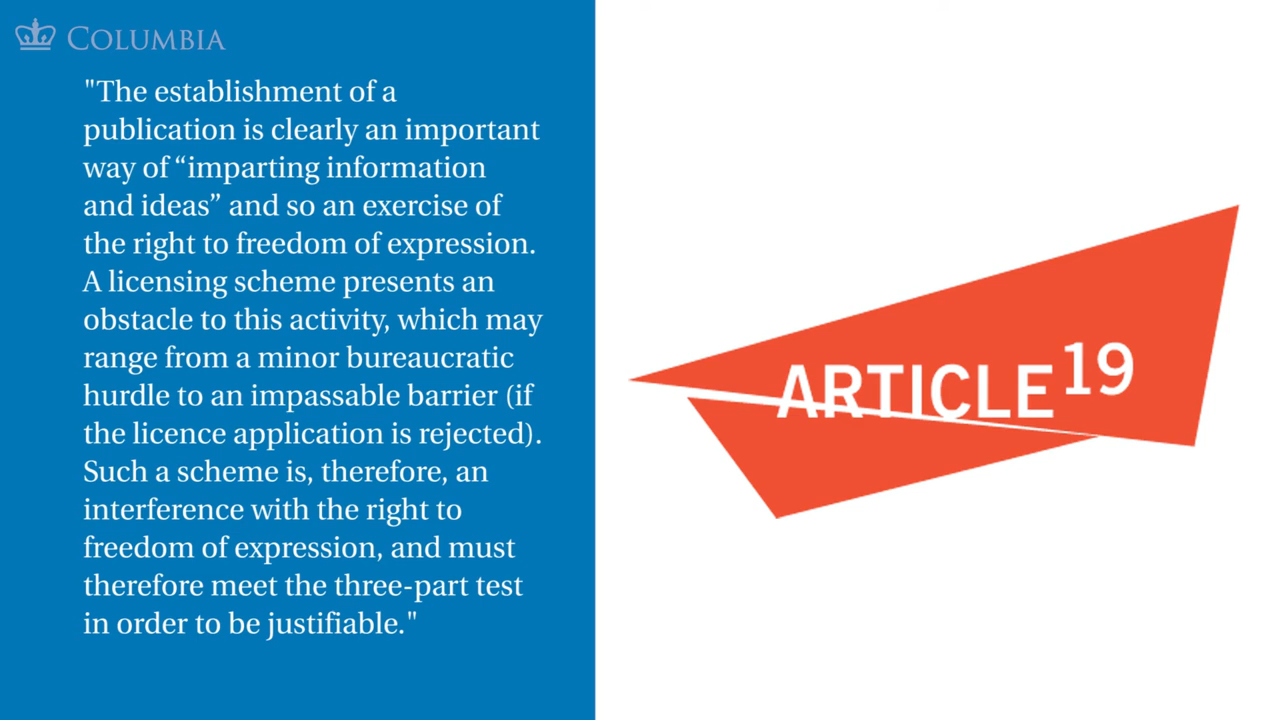 COLUMBIA
"The establishment of a
publication is clearly an important
way of “imparting information
and ideas” and so an exercise of
the right to freedom of expression.
A licensing scheme presents an
obstacle to this activity, which may
range from a minor bureaucratic
hurdle to an impassable barrier (if
the licence application is rejected).
Such a scheme is, therefore, an
interference with the right to
freedom of expression, and must
therefore meet the three-part test
in order to be justifiable."
ARTICLE 19